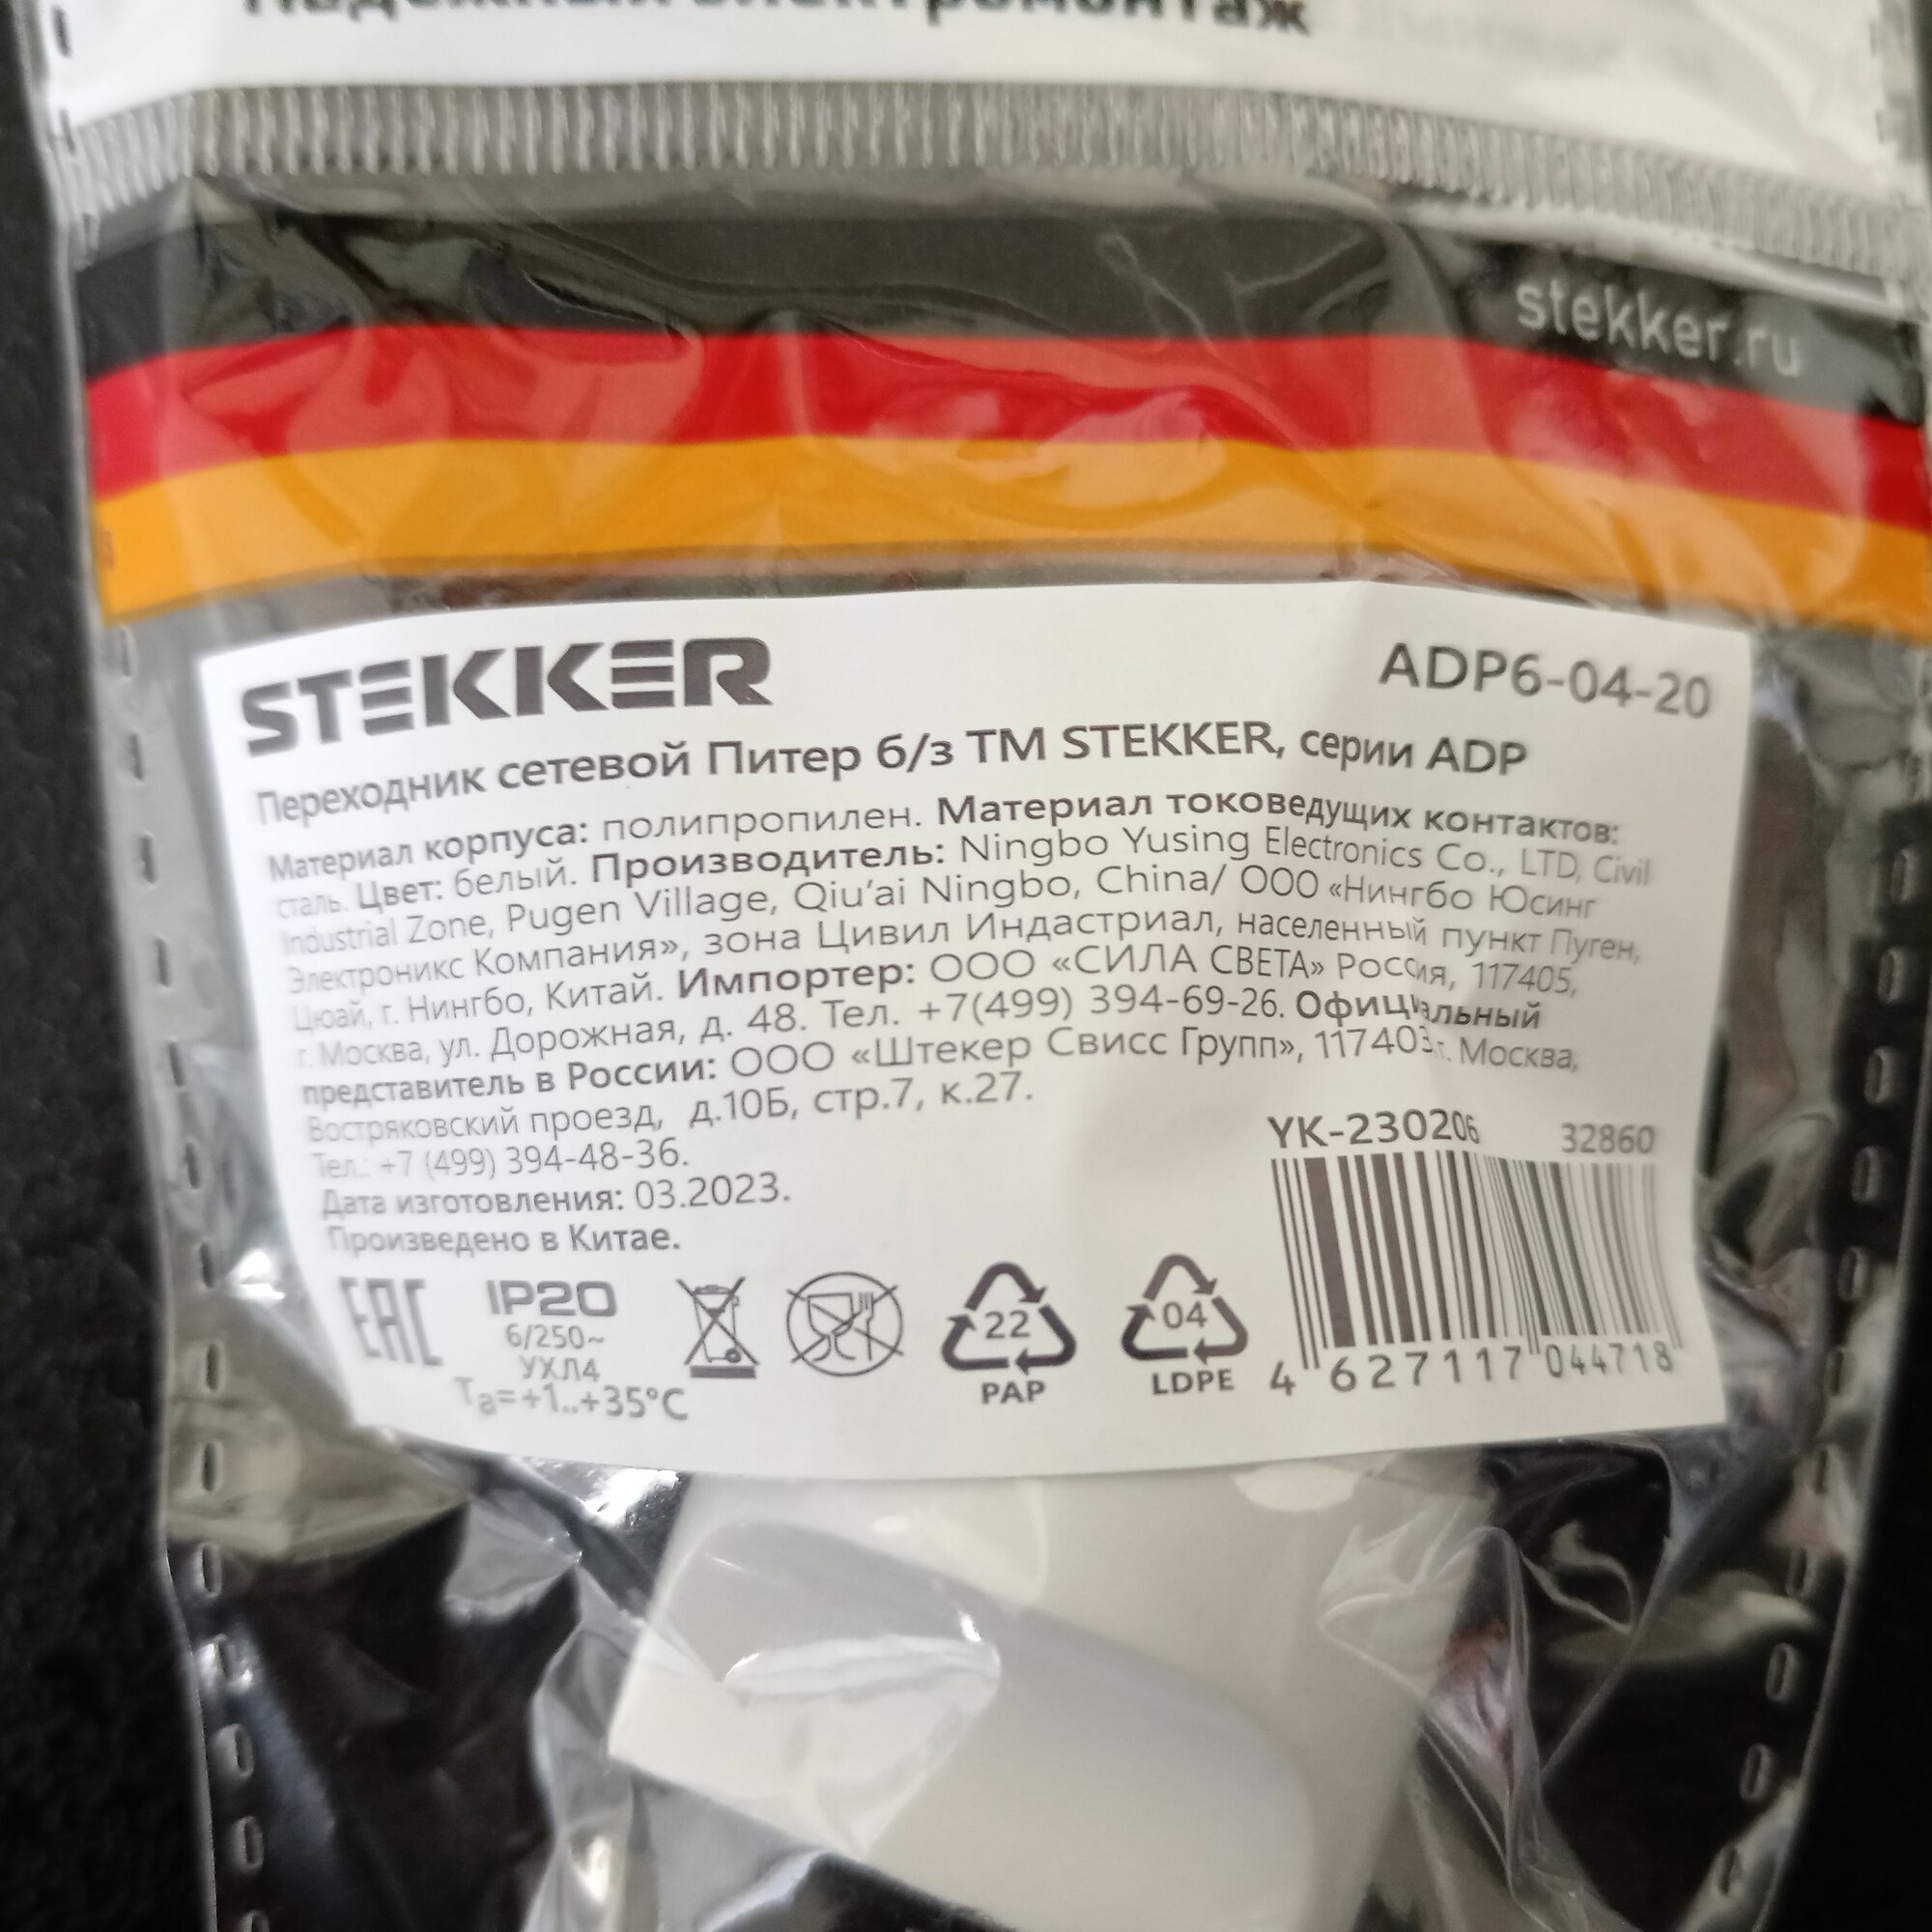 Надежный электромонтаж
stekker.ru
STEKKER
ADP6-04-20
Переходник сетевой Питер б/з ТМ STEKKER, серии ADP
Материал корпуса: полипропилен. Материал токоведущих контактов:
сталь. Цвет: белый. Производитель: Ningbo Yusing Electronics Co., LTD, Civil
Industrial Zone, Pugen Village, Qiu'ai Ningbo, China/ ООО «Нингбо Юсинг
Электроникс Компания», зона Цивил Индастриал, населенный пункт Пуген,
Цюай, г. Нингбо, Китай. Импортер: ООО «СИЛА СВЕТА» Россия, 117405,
г. Москва, ул. Дорожная, д. 48. Тел. +7(499) 394-69-26. Официальный
представитель в России: ООО «Штекер Свисс Групп», 117403 г. Москва,
Востряковский проезд, д.10Б, стр.7, к.27.
Тел.: +7 (499) 394-48-36.
Дата изготовления: 03.2023.
Произведено в Китае.
YK-230206 32860
EAC
IP20
6/250~
УХЛ4
Ta=+1..+35°C
22
PAP
04
LDPE
4 627117 044718